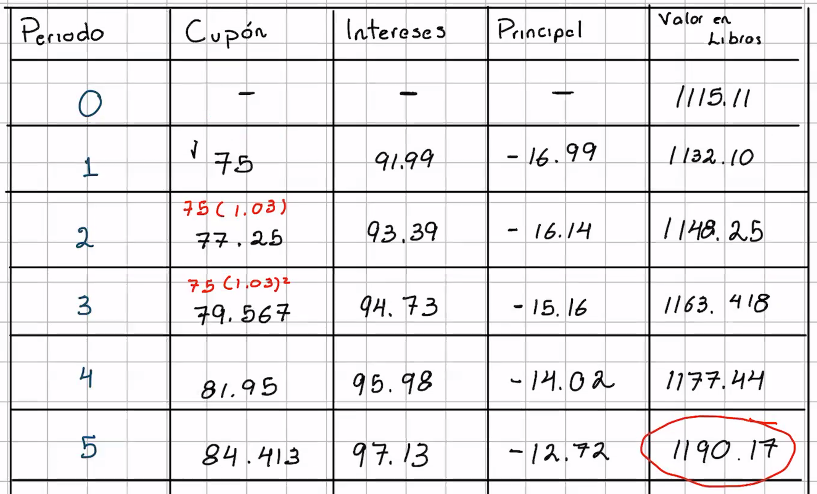 Periodo Cupón Intereses Principal Valor en Libros
0 - - - 1115.11
1 √ 75 91.99 - 16.99 1132.10
75 (1.03)
2 77.25 93.39 - 16.14 1148.25
75 (1.03)²
3 79.567 94.73 - 15.16 1163.418
4 81.95 95.98 - 14.02 1177.44
5 84.413 97.13 - 12.72 1190.17